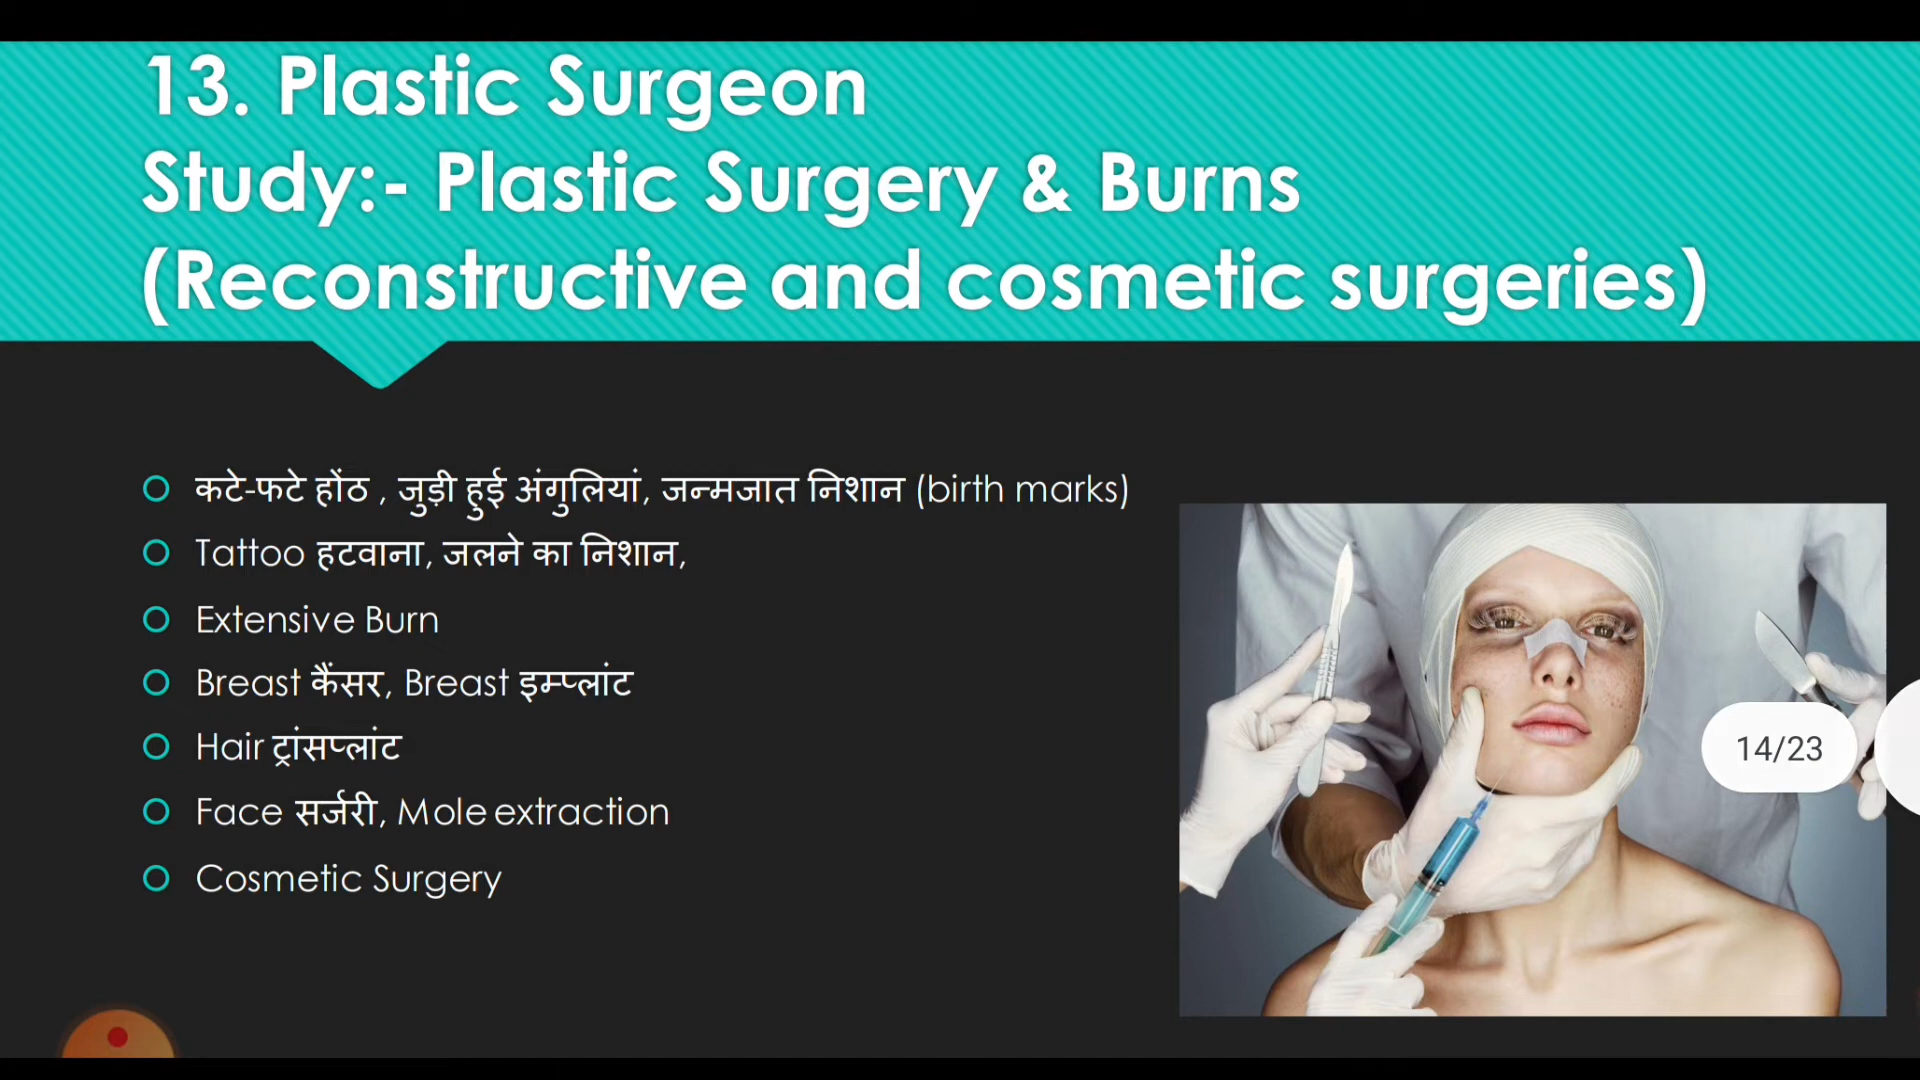 13. Plastic Surgeon
Study:- Plastic Surgery & Burns
(Reconstructive and cosmetic surgeries)
कटे-फटे होंठ , जुड़ी हुई अंगुलियां, जन्मजात निशान (birth marks)
Tattoo हटवाना, जलने का निशान,
Extensive Burn
Breast कैंसर, Breast इम्प्लांट
Hair ट्रांसप्लांट
Face सर्जरी, Mole extraction
Cosmetic Surgery
14/23